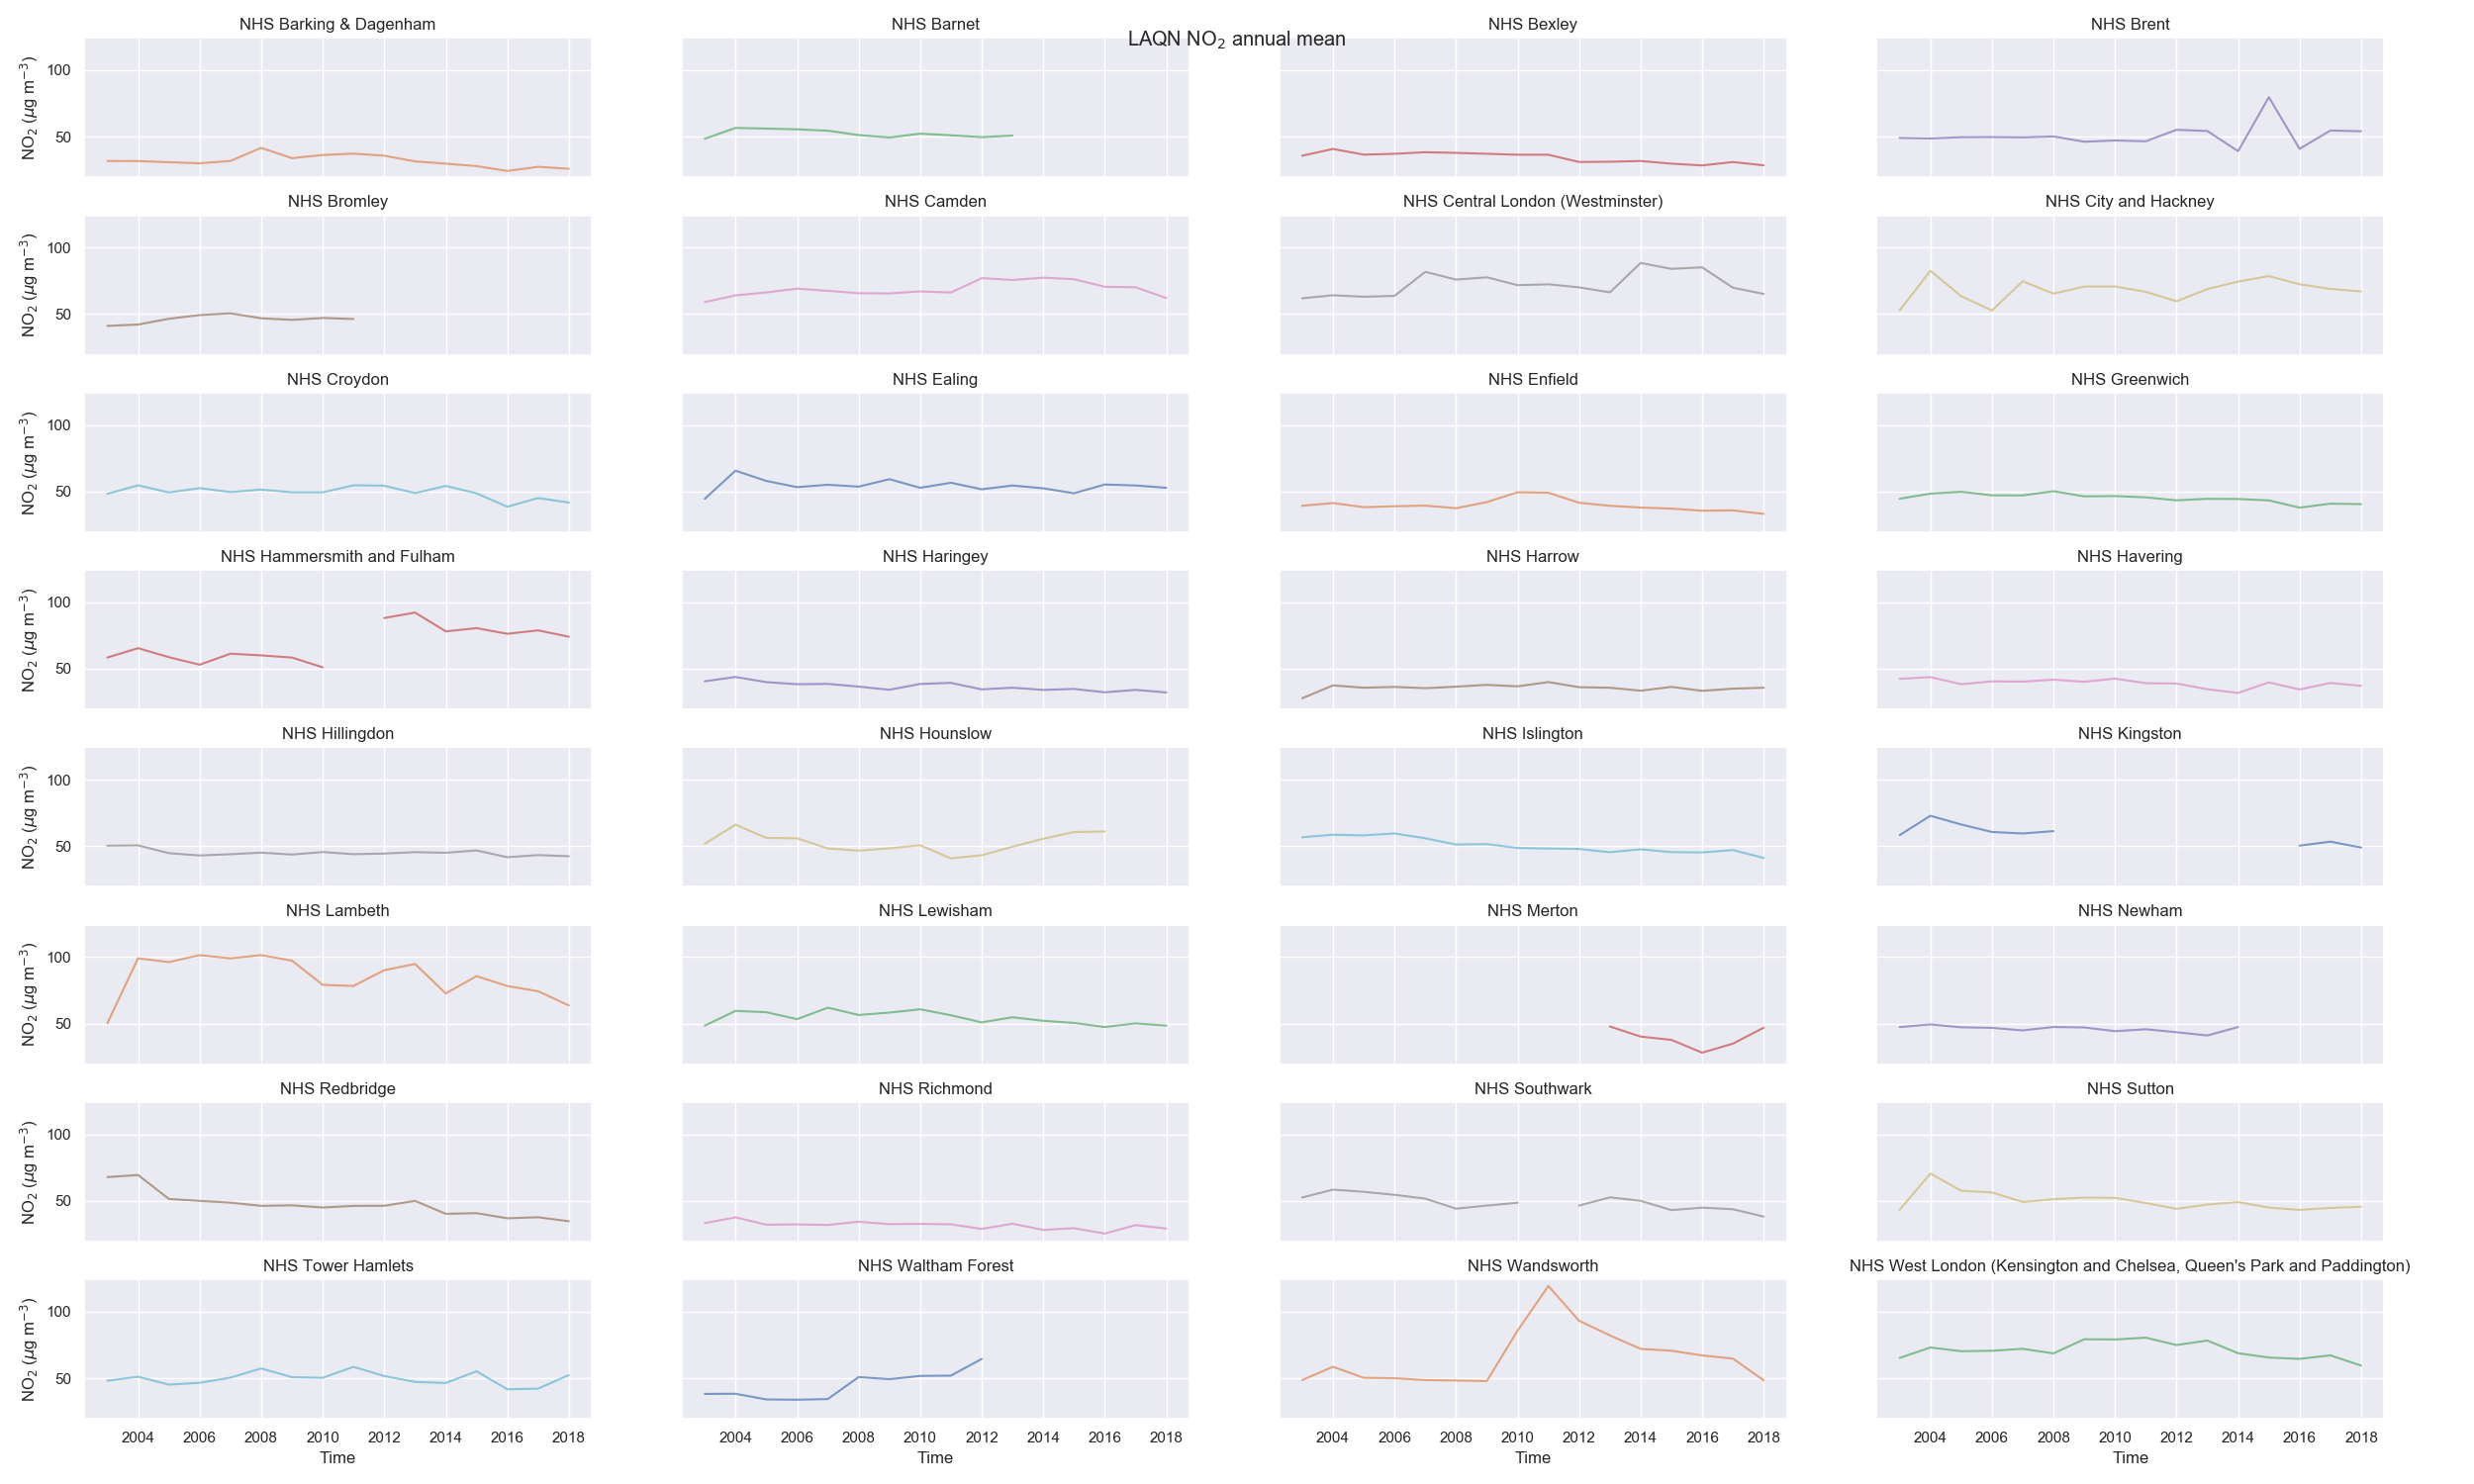 LAQN NO₂ annual mean
NHS Barking & Dagenham
NHS Barnet
NHS Bexley
NHS Brent
NO₂ (μg m⁻³)
100
50
NHS Bromley
NHS Camden
NHS Central London (Westminster)
NHS City and Hackney
NO₂ (μg m⁻³)
100
50
NHS Croydon
NHS Ealing
NHS Enfield
NHS Greenwich
NO₂ (μg m⁻³)
100
50
NHS Hammersmith and Fulham
NHS Haringey
NHS Harrow
NHS Havering
NO₂ (μg m⁻³)
100
50
NHS Hillingdon
NHS Hounslow
NHS Islington
NHS Kingston
NO₂ (μg m⁻³)
100
50
NHS Lambeth
NHS Lewisham
NHS Merton
NHS Newham
NO₂ (μg m⁻³)
100
50
NHS Redbridge
NHS Richmond
NHS Southwark
NHS Sutton
NO₂ (μg m⁻³)
100
50
NHS Tower Hamlets
NHS Waltham Forest
NHS Wandsworth
NHS West London (Kensington and Chelsea, Queen's Park and Paddington)
NO₂ (μg m⁻³)
100
50
2004 2006 2008 2010 2012 2014 2016 2018
Time
2004 2006 2008 2010 2012 2014 2016 2018
Time
2004 2006 2008 2010 2012 2014 2016 2018
Time
2004 2006 2008 2010 2012 2014 2016 2018
Time